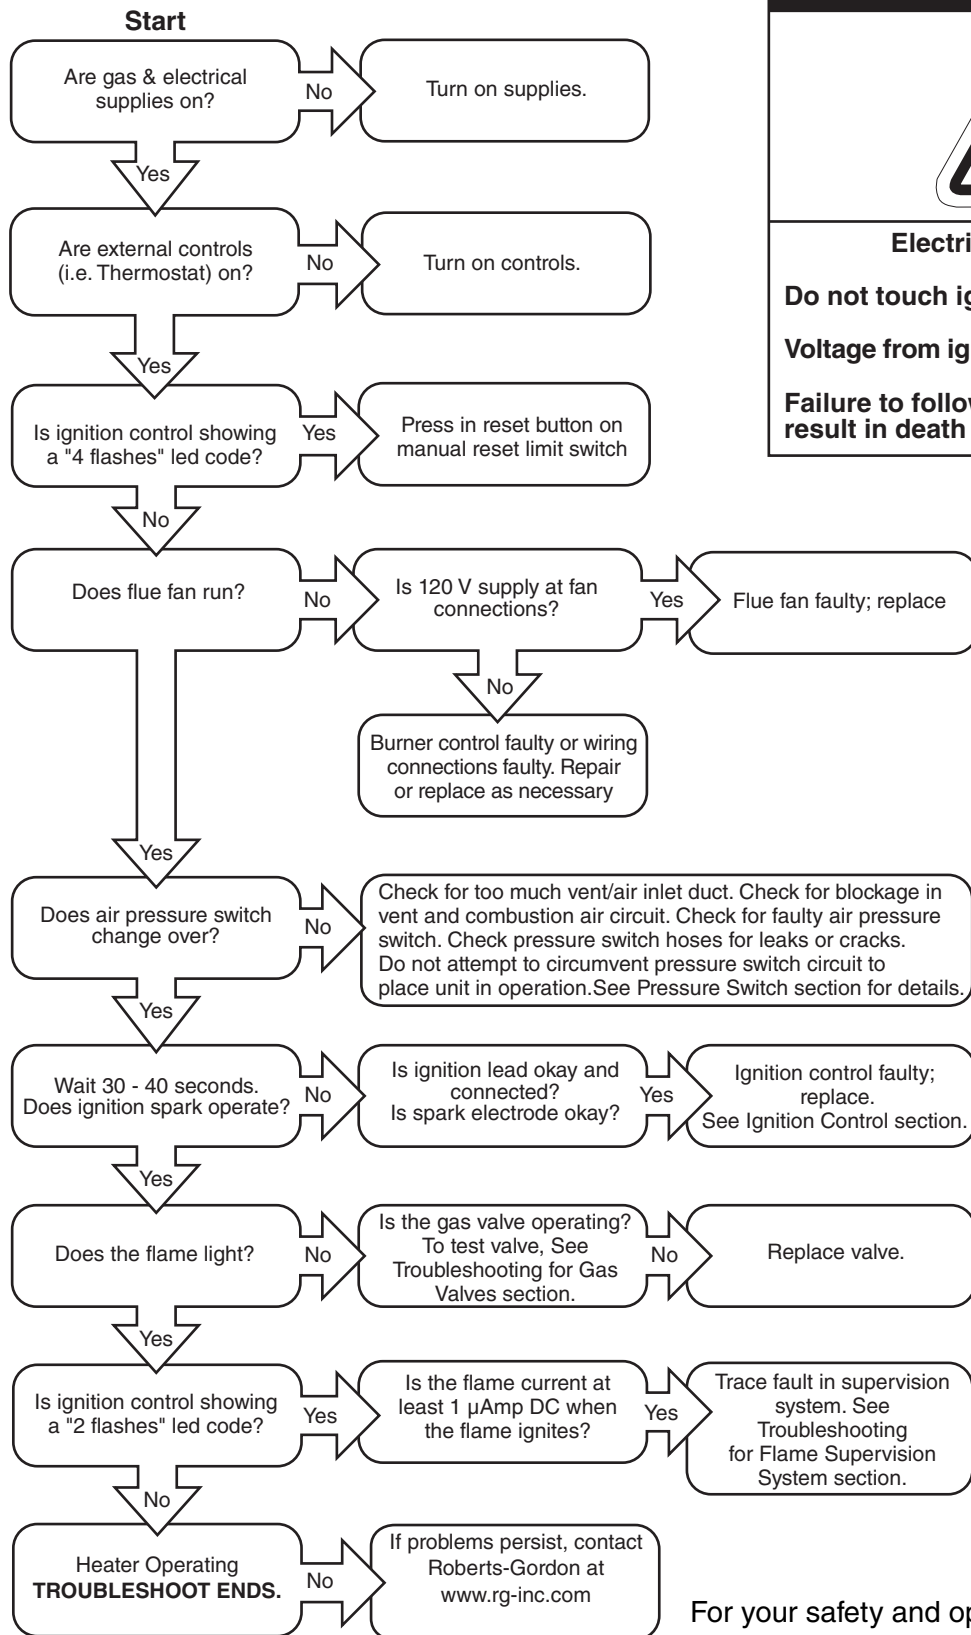 Start
Are gas & electrical
supplies on?
No
Turn on supplies.
Yes
Are external controls
(i.e. Thermostat) on?
No
Turn on controls.
Yes
Is ignition control showing
a "4 flashes" led code?
Yes
Press in reset button on
manual reset limit switch
No
Does flue fan run?
No
Is 120 V supply at fan
connections?
Yes
Flue fan faulty; replace
No
Burner control faulty or wiring
connections faulty. Repair
or replace as necessary
Yes
Does air pressure switch
change over?
No
Check for too much vent/air inlet duct. Check for blockage in
vent and combustion air circuit. Check for faulty air pressure
switch. Check pressure switch hoses for leaks or cracks.
Do not attempt to circumvent pressure switch circuit to
place unit in operation.See Pressure Switch section for details.
Yes
Wait 30 - 40 seconds.
Does ignition spark operate?
No
Is ignition lead okay and
connected?
Is spark electrode okay?
Yes
Ignition control faulty;
replace.
See Ignition Control section.
Yes
Does the flame light?
No
Is the gas valve operating?
To test valve, See
Troubleshooting for Gas
Valves section.
No
Replace valve.
Yes
Is ignition control showing
a "2 flashes" led code?
Yes
Is the flame current at
least 1 µAmp DC when
the flame ignites?
Yes
Trace fault in supervision
system. See
Troubleshooting
for Flame Supervision
System section.
No
Heater Operating
TROUBLESHOOT ENDS.
No
If problems persist, contact
Roberts-Gordon at
www.rg-inc.com
Electri
Do not touch ig
Voltage from ig
Failure to follow
result in death
For your safety and op